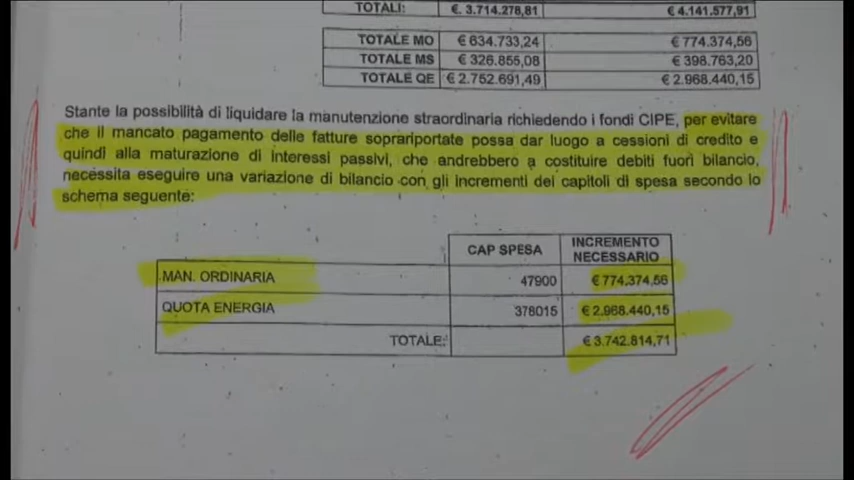 TOTALI: € 3.714.278,81 € 4.141.577,91
TOTALE MO € 634.733,24 € 774.374,56
TOTALE MS € 326.855,08 € 398.763,20
TOTALE QE € 2.752.691,49 € 2.968.440,15
Stante la possibilità di liquidare la manutenzione straordinaria richiedendo i fondi CIPE, per evitare
che il mancato pagamento delle fatture soprariportate possa dar luogo a cessioni di credito e
quindi alla maturazione di interessi passivi, che andrebbero a costituire debiti fuori bilancio,
necessita eseguire una variazione di bilancio con gli incrementi dei capitoli di spesa secondo lo
schema seguente:
CAP SPESA INCREMENTO
NECESSARIO
MAN. ORDINARIA 47900 € 774.374,56
QUOTA ENERGIA 378015 € 2.968.440,15
TOTALE: € 3.742.814,71